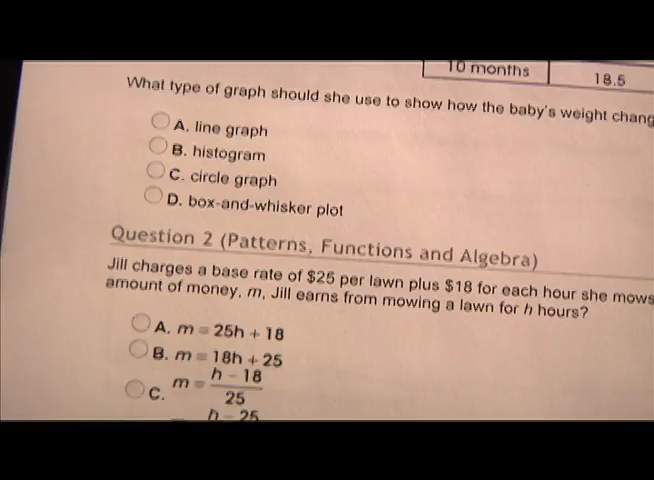 10 months 18.5
What type of graph should she use to show how the baby's weight chang
A. line graph
B. histogram
C. circle graph
D. box-and-whisker plot
Question 2 (Patterns, Functions and Algebra)
Jill charges a base rate of $25 per lawn plus $18 for each hour she mows
amount of money, m, Jill earns from mowing a lawn for h hours?
A. m = 25h + 18
B. m = 18h + 25
C. m = h - 18
25
h - 25